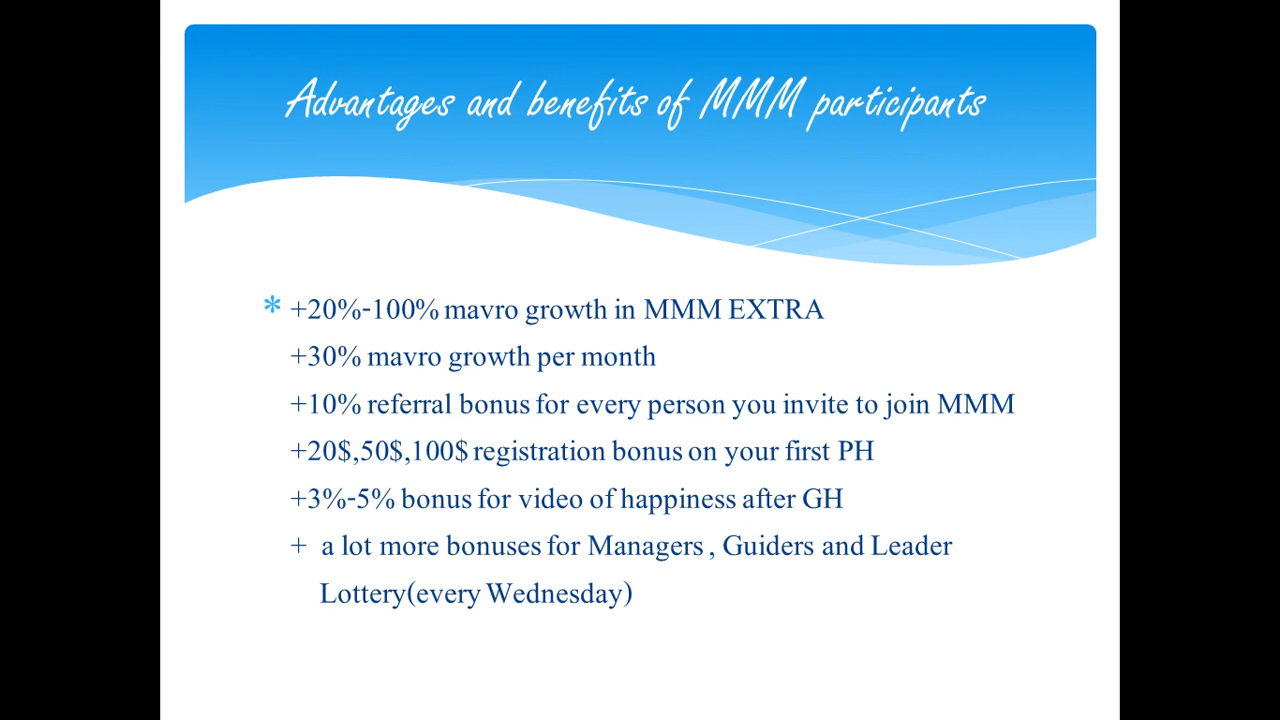 Advantages and benefits of MMM participants
* +20%-100% mavro growth in MMM EXTRA
+30% mavro growth per month
+10% referral bonus for every person you invite to join MMM
+20$,50$,100$ registration bonus on your first PH
+3%-5% bonus for video of happiness after GH
+ a lot more bonuses for Managers , Guiders and Leader
Lottery(every Wednesday)